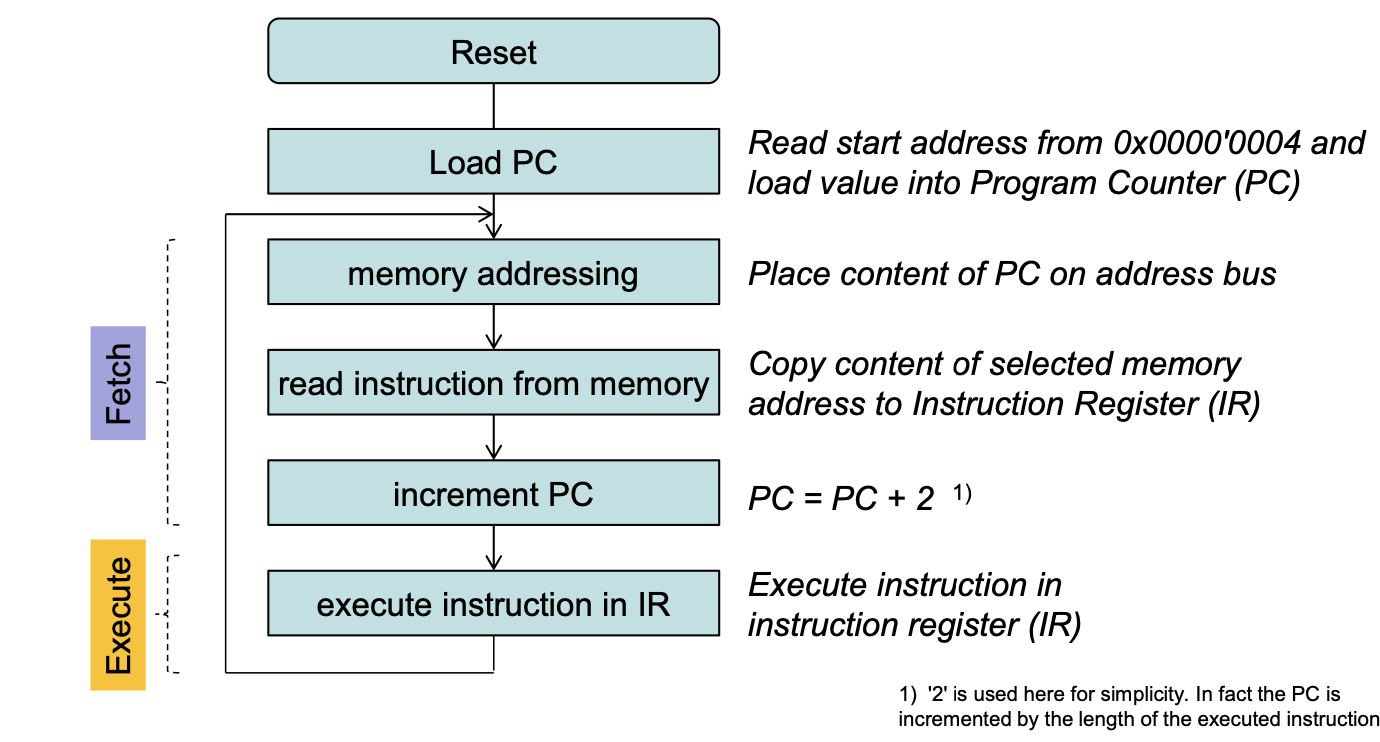 Reset
Load PC
Read start address from 0x0000'0004 and
load value into Program Counter (PC)
memory addressing
Place content of PC on address bus
Fetch
read instruction from memory
Copy content of selected memory
address to Instruction Register (IR)
increment PC
PC = PC + 2 1)
Execute
execute instruction in IR
Execute instruction in
instruction register (IR)
1) '2' is used here for simplicity. In fact the PC is
incremented by the length of the executed instruction